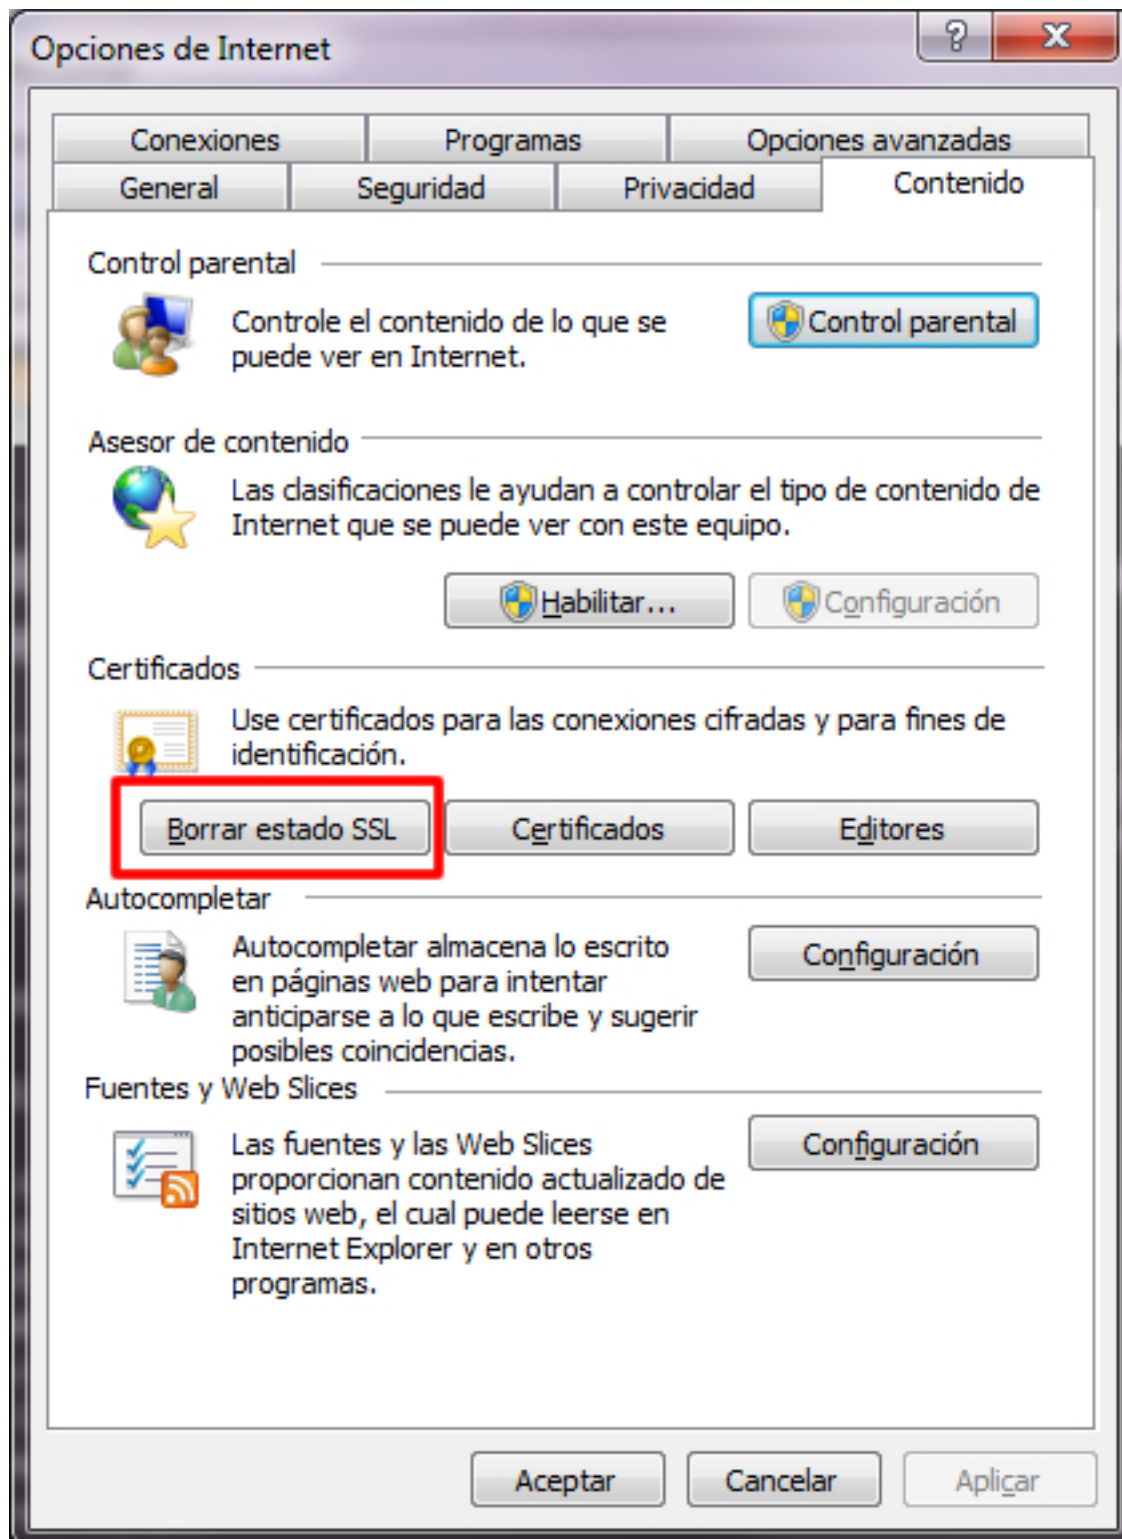 Opciones de Internet
?
X
Conexiones
Programas
Opciones avanzadas
General
Seguridad
Privacidad
Contenido
Control parental
Controle el contenido de lo que se
puede ver en Internet.
Control parental
Asesor de contenido
Las clasificaciones le ayudan a controlar el tipo de contenido de
Internet que se puede ver con este equipo.
Habilitar...
Configuración
Certificados
Use certificados para las conexiones cifradas y para fines de
identificación.
Borrar estado SSL
Certificados
Editores
Autocompletar
Autocompletar almacena lo escrito
en páginas web para intentar
anticiparse a lo que escribe y sugerir
posibles coincidencias.
Configuración
Fuentes y Web Slices
Las fuentes y las Web Slices
proporcionan contenido actualizado de
sitios web, el cual puede leerse en
Internet Explorer y en otros
programas.
Configuración
Aceptar
Cancelar
Aplicar